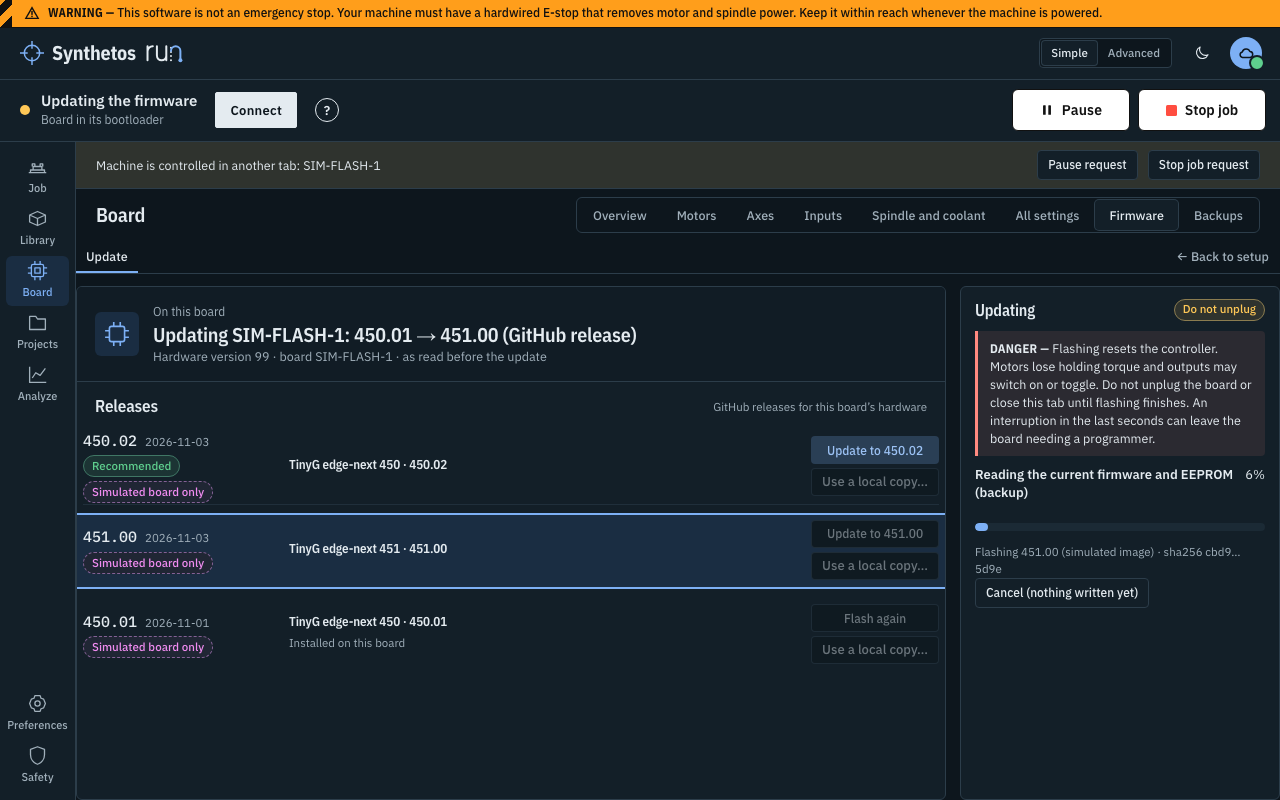 WARNING — This software is not an emergency stop. Your machine must have a hardwired E-stop that removes motor and spindle power. Keep it within reach whenever the machine is powered.
Synthetos run
Simple
Advanced
Updating the firmware
Board in its bootloader
Connect
?
Pause
Stop job
Machine is controlled in another tab: SIM-FLASH-1
Pause request
Stop job request
Job
Library
Board
Projects
Analyze
Preferences
Safety
Board
Overview
Motors
Axes
Inputs
Spindle and coolant
All settings
Firmware
Backups
Update
← Back to setup
On this board
Updating SIM-FLASH-1: 450.01 → 451.00 (GitHub release)
Hardware version 99 · board SIM-FLASH-1 · as read before the update
Releases
GitHub releases for this board's hardware
450.02 2026-11-03
Recommended
Simulated board only
TinyG edge-next 450 · 450.02
Update to 450.02
Use a local copy...
451.00 2026-11-03
Simulated board only
TinyG edge-next 451 · 451.00
Update to 451.00
Use a local copy...
450.01 2026-11-01
Simulated board only
TinyG edge-next 450 · 450.01
Installed on this board
Flash again
Use a local copy...
Updating
Do not unplug
DANGER — Flashing resets the controller.
Motors lose holding torque and outputs may
switch on or toggle. Do not unplug the board or
close this tab until flashing finishes. An
interruption in the last seconds can leave the
board needing a programmer.
Reading the current firmware and EEPROM 6%
(backup)
Flashing 451.00 (simulated image) · sha256 cbd9…
5d9e
Cancel (nothing written yet)